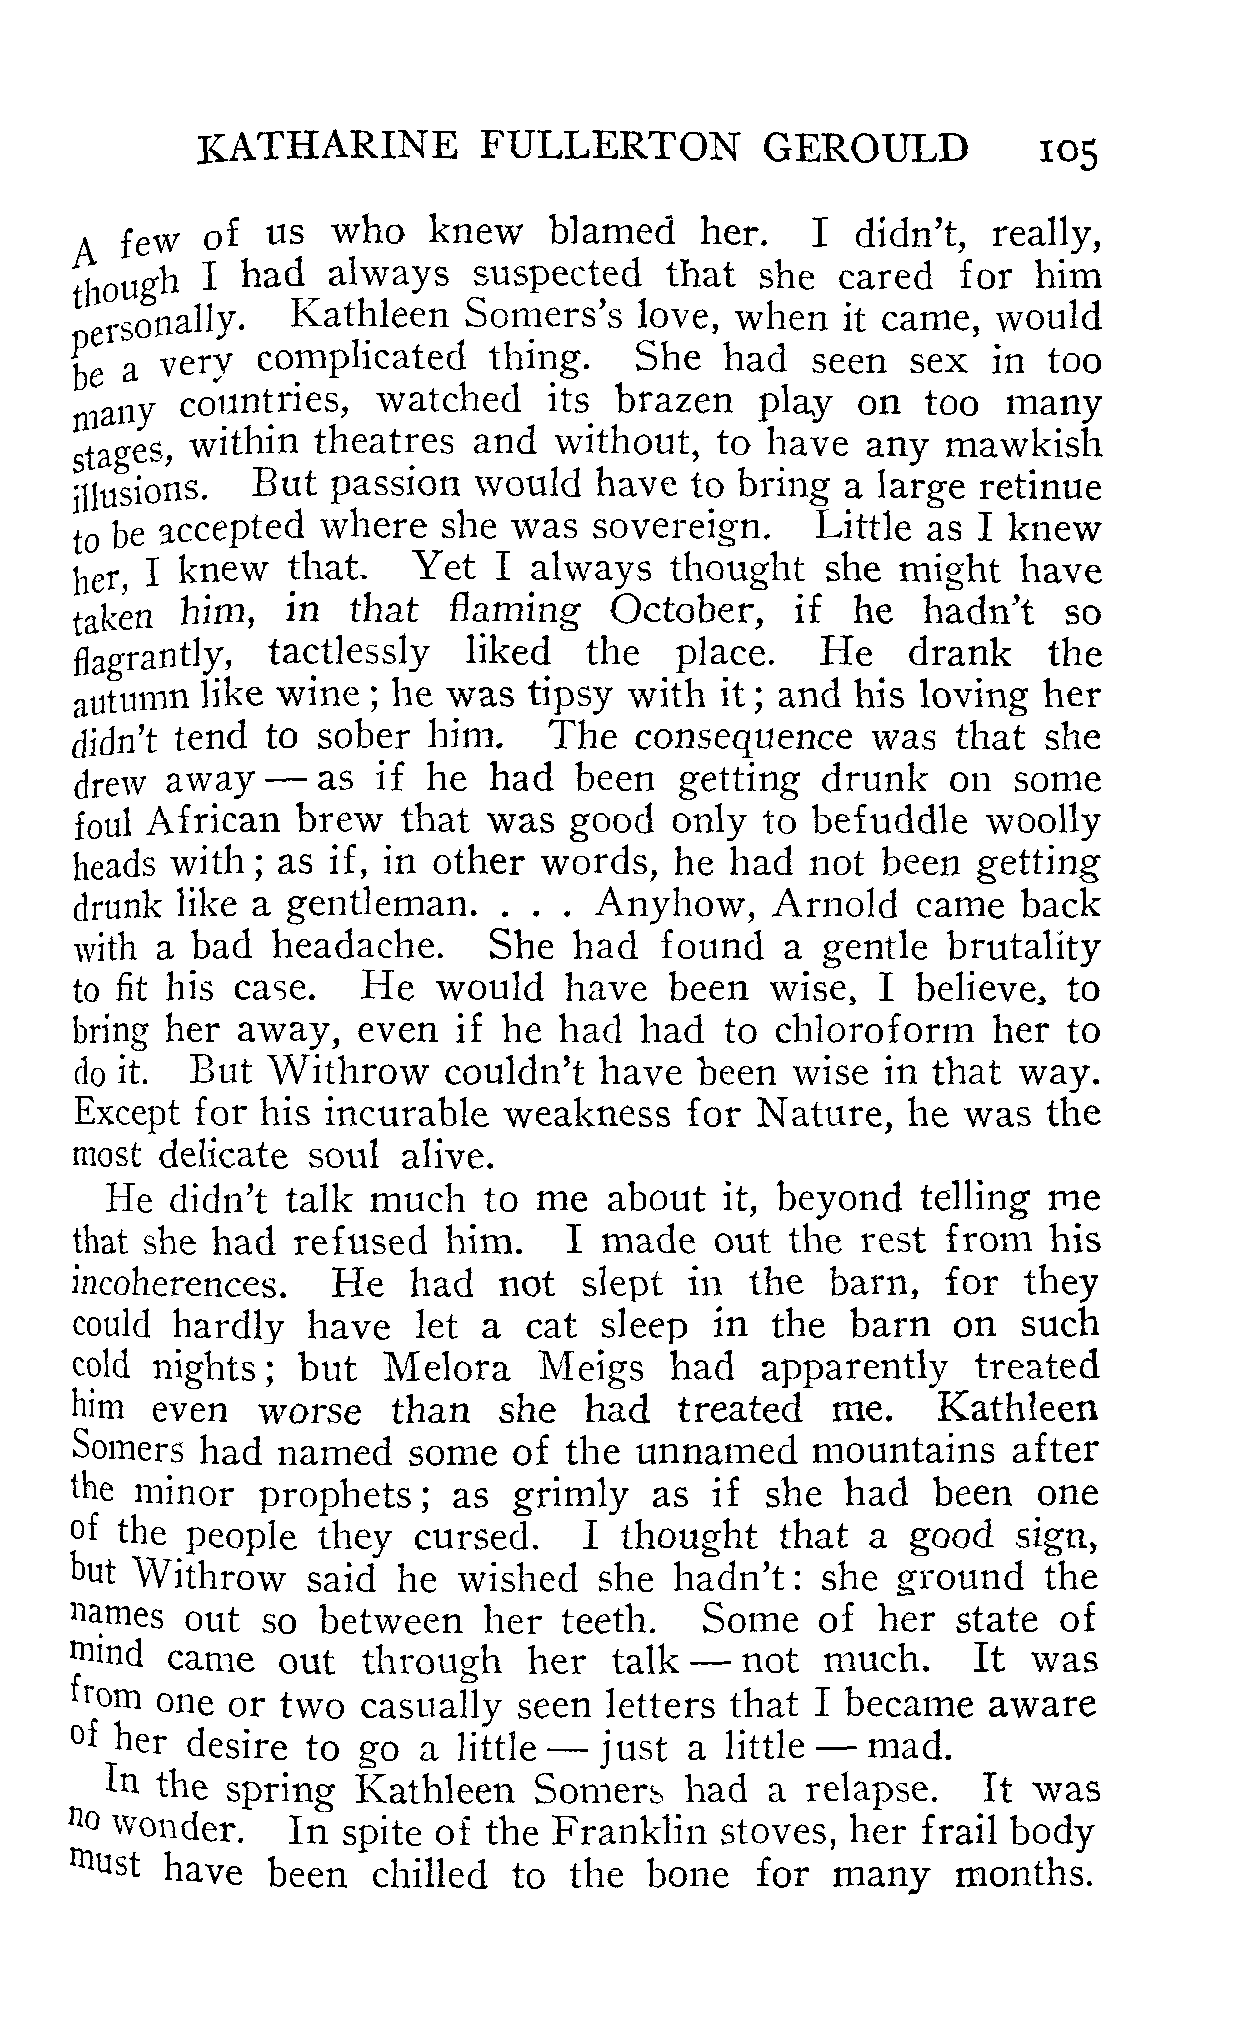 KATHARINE FULLERTON GEROULD 105
A few of us who knew blamed her. I didn't, really,
though I had always suspected that she cared for him
personally. Kathleen Somers's love, when it came, would
be a very complicated thing. She had seen sex in too
many countries, watched its brazen play on too many
stages, within theatres and without, to have any mawkish
illusions. But passion would have to bring a large retinue
to be accepted where she was sovereign. Little as I knew
her, I knew that. Yet I always thought she might have
taken him, in that flaming October, if he hadn't so
flagrantly, tactlessly liked the place. He drank the
autumn like wine; he was tipsy with it; and his loving her
didn't tend to sober him. The consequence was that she
drew away — as if he had been getting drunk on some
foul African brew that was good only to befuddle woolly
heads with; as if, in other words, he had not been getting
drunk like a gentleman. . . . Anyhow, Arnold came back
with a bad headache. She had found a gentle brutality
to fit his case. He would have been wise, I believe, to
bring her away, even if he had had to chloroform her to
do it. But Withrow couldn't have been wise in that way.
Except for his incurable weakness for Nature, he was the
most delicate soul alive.
He didn't talk much to me about it, beyond telling me
that she had refused him. I made out the rest from his
incoherences. He had not slept in the barn, for they
could hardly have let a cat sleep in the barn on such
cold nights; but Melora Meigs had apparently treated
him even worse than she had treated me. Kathleen
Somers had named some of the unnamed mountains after
the minor prophets; as grimly as if she had been one
of the people they cursed. I thought that a good sign,
but Withrow said he wished she hadn't: she ground the
names out so between her teeth. Some of her state of
mind came out through her talk — not much. It was
from one or two casually seen letters that I became aware
of her desire to go a little — just a little — mad.
In the spring Kathleen Somers had a relapse. It was
no wonder. In spite of the Franklin stoves, her frail body
must have been chilled to the bone for many months.